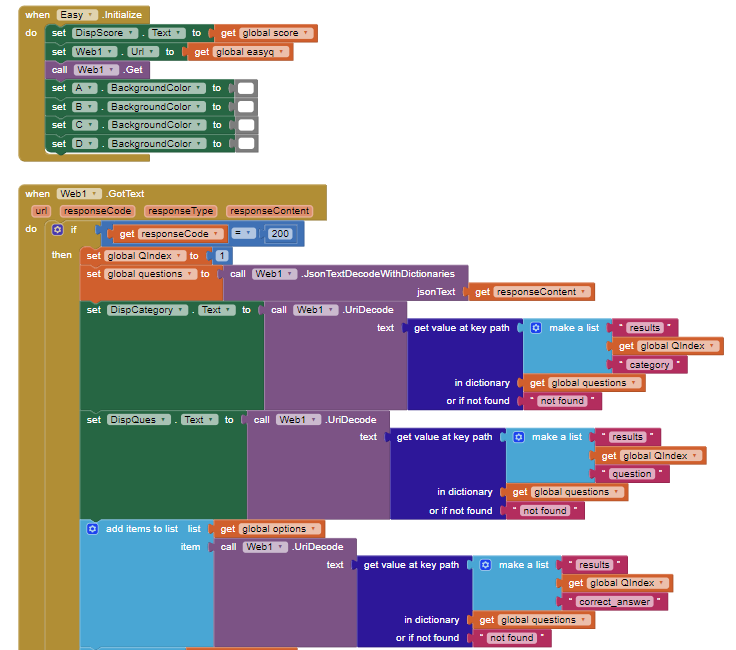 when Easy .Initialize
do set DispScore . Text to get global score
set Web1 . Url to get global easyq
call Web1 .Get
set A . BackgroundColor to
set B . BackgroundColor to
set C . BackgroundColor to
set D . BackgroundColor to
when Web1 .GotText
url responseCode responseType responseContent
do if get responseCode = 200
then set global QIndex to 1
set global questions to call Web1 .JsonTextDecodeWithDictionaries
jsonText get responseContent
set DispCategory . Text to call Web1 .UriDecode
text get value at key path make a list " results "
get global QIndex
" category "
in dictionary get global questions
or if not found " not found "
set DispQues . Text to call Web1 .UriDecode
text get value at key path make a list " results "
get global QIndex
" question "
in dictionary get global questions
or if not found " not found "
add items to list list get global options
item call Web1 .UriDecode
text get value at key path make a list " results "
get global QIndex
" correct_answer "
in dictionary get global questions
or if not found " not found "